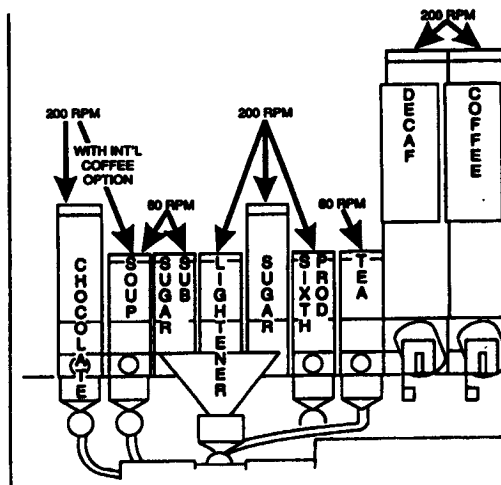 200 RPM
200 RPM
200 RPM
WITH INT'L
COFFEE
OPTION
60 RPM
60 RPM
CHOCOLATE
SOUP
SUGAR
SUB
LIGHTENER
SUGAR
SIXTH
PROD
TEA
DECAF
COFFEE